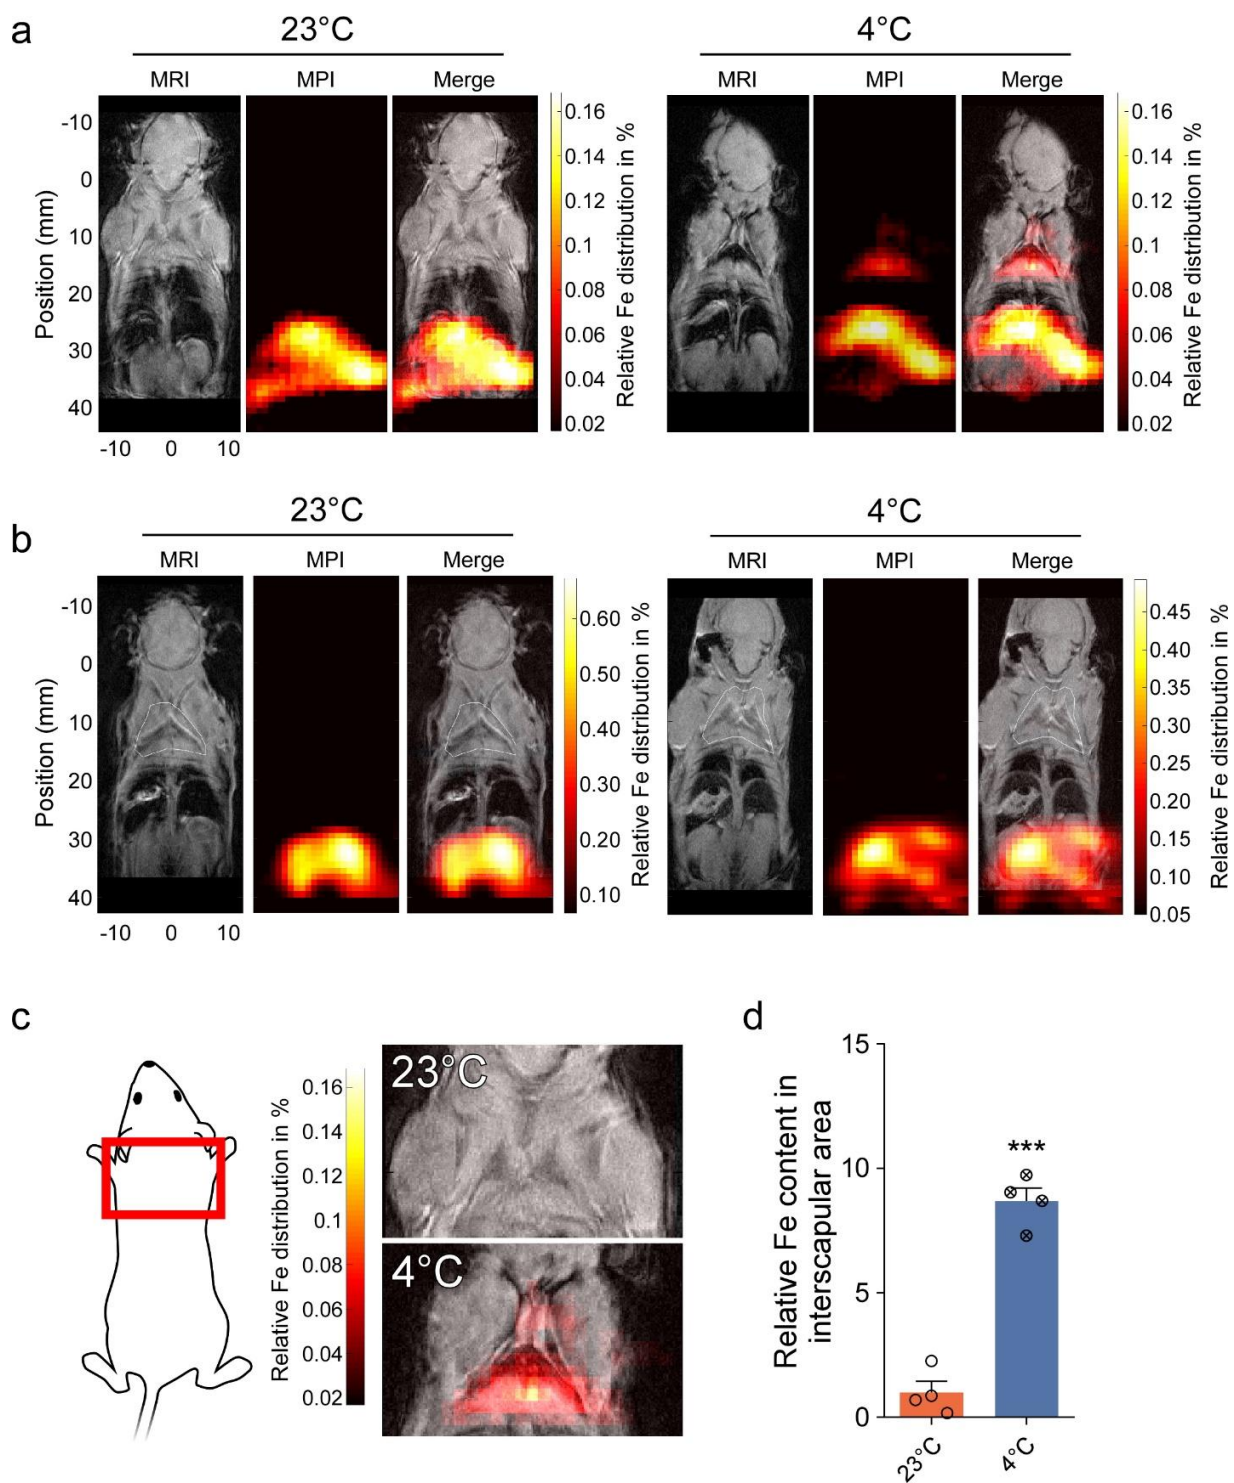 a
23°C
4°C
MRI
MPI
Merge
MRI
MPI
Merge
Position (mm)
-10
0
10
20
30
40
-10
0
10
0.16
0.14
0.12
0.1
0.08
0.06
0.04
0.02
Relative Fe distribution in %
0.16
0.14
0.12
0.1
0.08
0.06
0.04
0.02
Relative Fe distribution in %
b
23°C
4°C
MRI
MPI
Merge
MRI
MPI
Merge
Position (mm)
-10
0
10
20
30
40
-10
0
10
0.60
0.50
0.40
0.30
0.20
0.10
Relative Fe distribution in %
0.45
0.40
0.35
0.30
0.25
0.20
0.15
0.10
0.05
Relative Fe distribution in %
c
Relative Fe distribution in %
0.16
0.14
0.12
0.1
0.08
0.06
0.04
0.02
23°C
4°C
d
Relative Fe content in
interscapular area
15
10
5
0
***
23°C
4°C